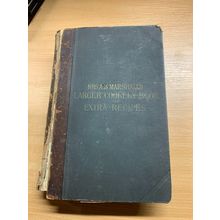 MRS A.B. MARSHALL'S
LARGER COOKERY BOOK
OF
EXTRA RECIPES